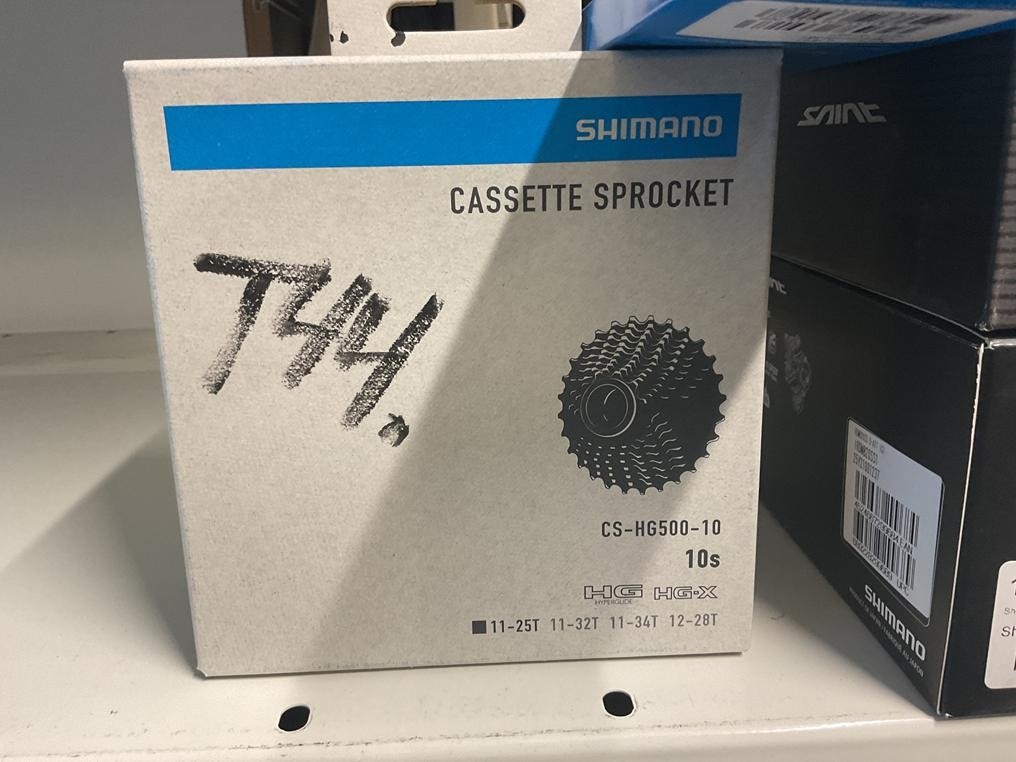 SHIMANO
CASSETTE SPROCKET
T44.
CS-HG500-10
10s
HG HG-X
HYPERGLIDE
■11-25T 11-32T 11-34T 12-28T
SAINT
SHIMANO